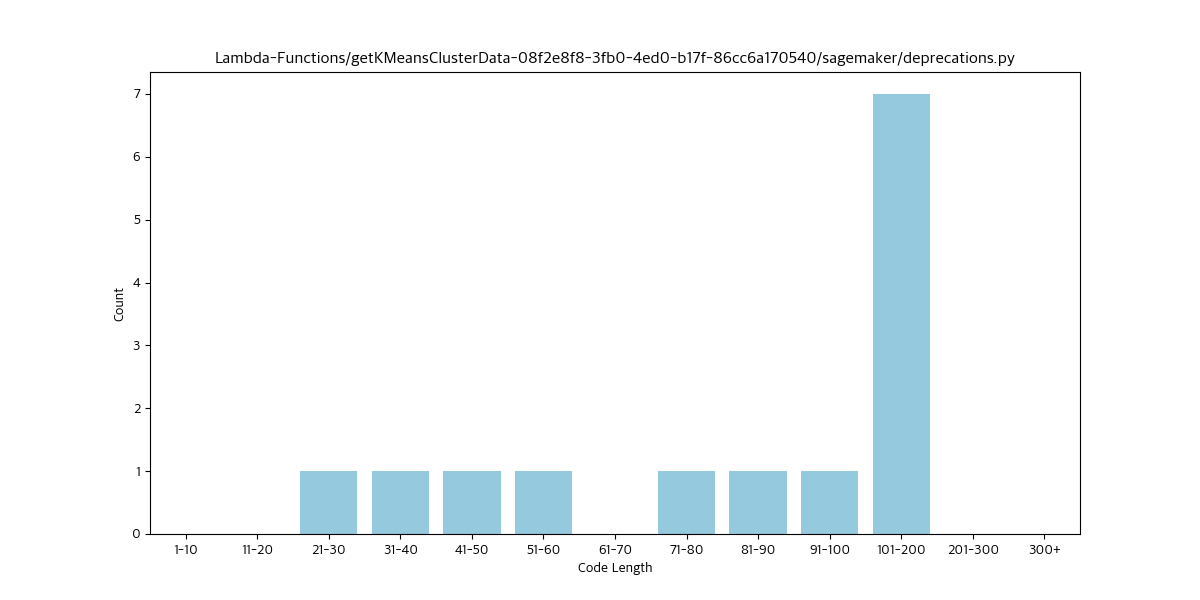 Lambda-Functions/getKMeansClusterData-08f2e8f8-3fb0-4ed0-b17f-86cc6a170540/sagemaker/deprecations.py
7
6
5
4
3
2
1
0
Count
1-10 11-20 21-30 31-40 41-50 51-60 61-70 71-80 81-90 91-100 101-200 201-300 300+
Code Length